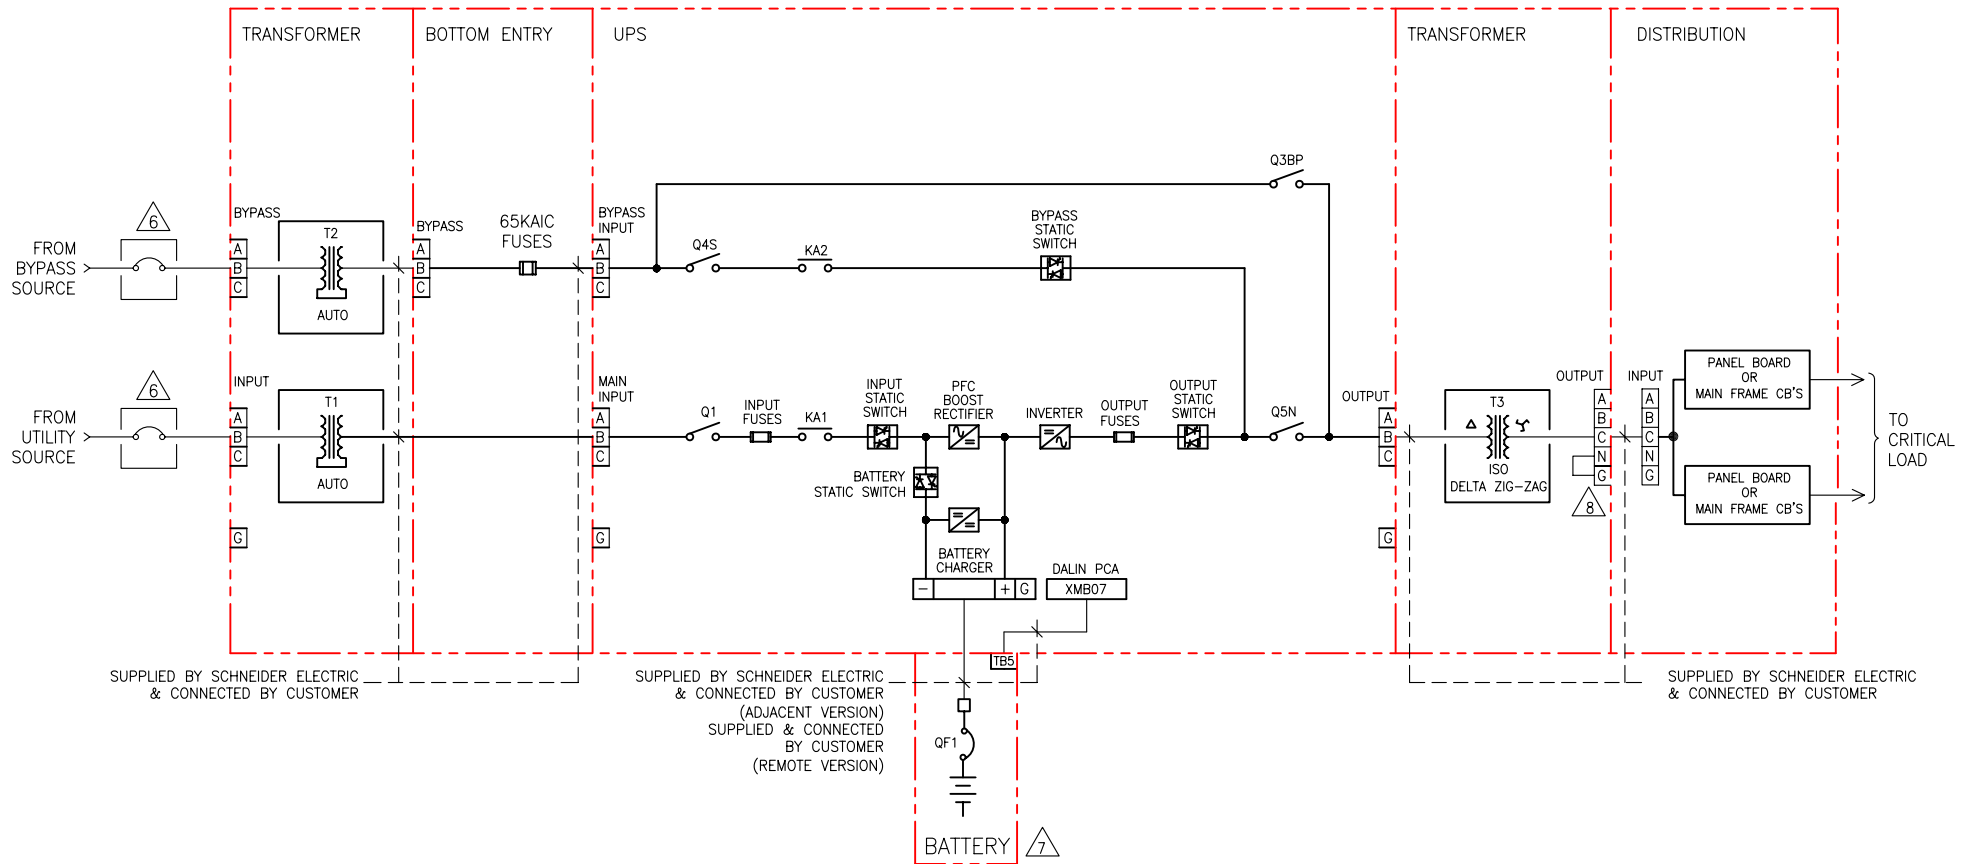 TRANSFORMER
BOTTOM ENTRY
UPS
TRANSFORMER
DISTRIBUTION
Q3BP
6
BYPASS
T2
AUTO
BYPASS
65KAIC
FUSES
BYPASS
INPUT
FROM
BYPASS
SOURCE
A
B
C
A
B
C
A
B
C
Q4S
KA2
BYPASS
STATIC
SWITCH
6
INPUT
T1
AUTO
MAIN
INPUT
FROM
UTILITY
SOURCE
A
B
C
A
B
C
Q1
INPUT
FUSES
KA1
INPUT
STATIC
SWITCH
PFC
BOOST
RECTIFIER
INVERTER
OUTPUT
FUSES
OUTPUT
STATIC
SWITCH
Q5N
OUTPUT
A
B
C
T3
ISO
DELTA ZIG-ZAG
OUTPUT
A
B
C
N
G
8
INPUT
A
B
C
N
G
PANEL BOARD
OR
MAIN FRAME CB'S
PANEL BOARD
OR
MAIN FRAME CB'S
TO
CRITICAL
LOAD
BATTERY
STATIC SWITCH
G
G
G
BATTERY
CHARGER
-
+
G
DALIN PCA
XMB07
TB5
SUPPLIED BY SCHNEIDER ELECTRIC
& CONNECTED BY CUSTOMER
SUPPLIED BY SCHNEIDER ELECTRIC
& CONNECTED BY CUSTOMER
(ADJACENT VERSION)
SUPPLIED & CONNECTED
BY CUSTOMER
(REMOTE VERSION)
SUPPLIED BY SCHNEIDER ELECTRIC
& CONNECTED BY CUSTOMER
QF1
BATTERY
7